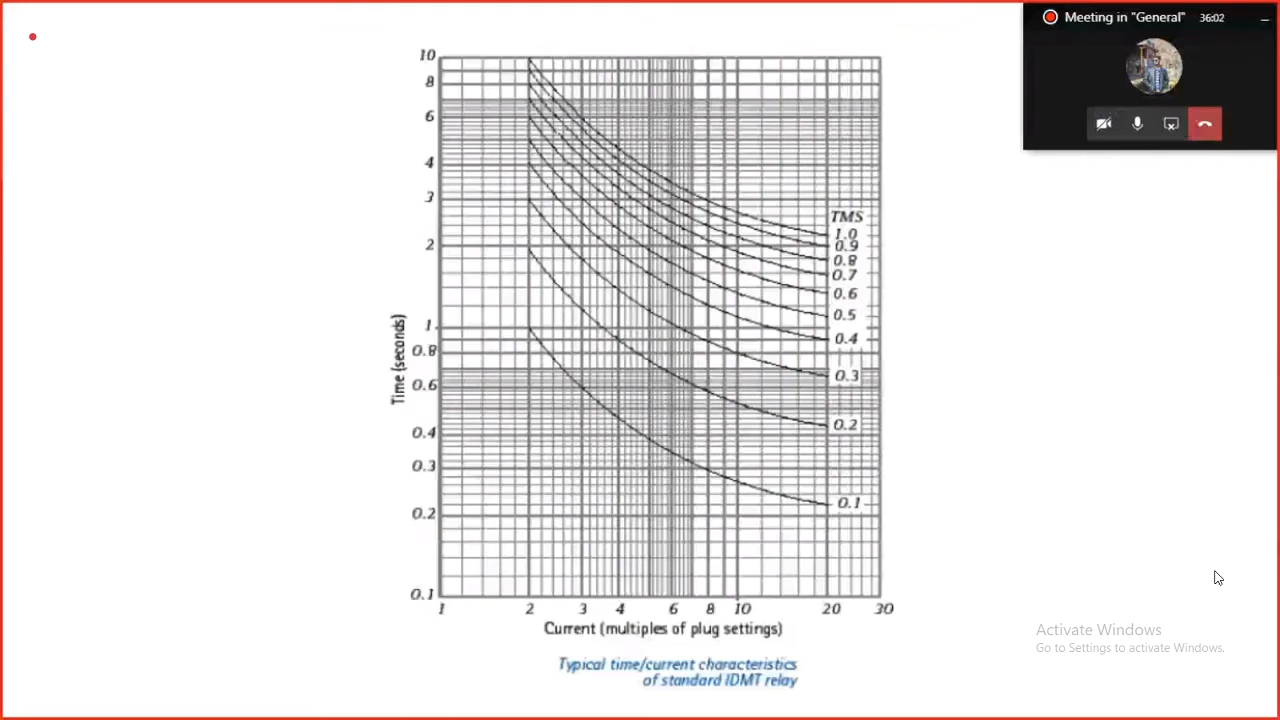 Meeting in "General" 36:02
10
8
6
4
3
2
1
0.8
0.6
0.4
0.3
0.2
0.1
Time (seconds)
TMS
1.0
0.9
0.8
0.7
0.6
0.5
0.4
0.3
0.2
0.1
1 2 3 4 6 8 10 20 30
Current (multiples of plug settings)
Typical time/current characteristics
of standard IDMT relay
Activate Windows
Go to Settings to activate Windows.